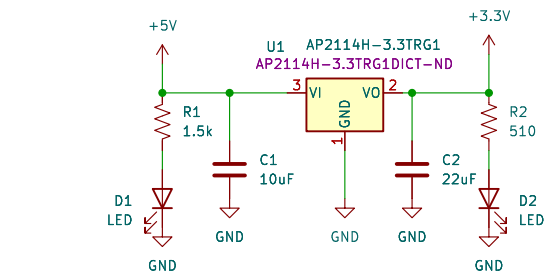 +5V
+3.3V
U1
AP2114H-3.3TRG1
AP2114H-3.3TRG1DICT-ND
3
VI
VO
2
GND
1
R1
1.5k
R2
510
C1
10uF
C2
22uF
D1
LED
D2
LED
GND
GND
GND
GND
GND